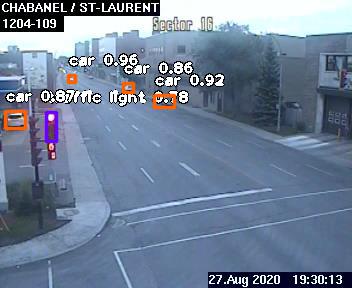 CHABANEL / ST-LAURENT
1204-109
Sector 16
car 0.96
car 0.86
car 0.92
car 0.87
traffic light 0.78
27.Aug 2020 19:30:13